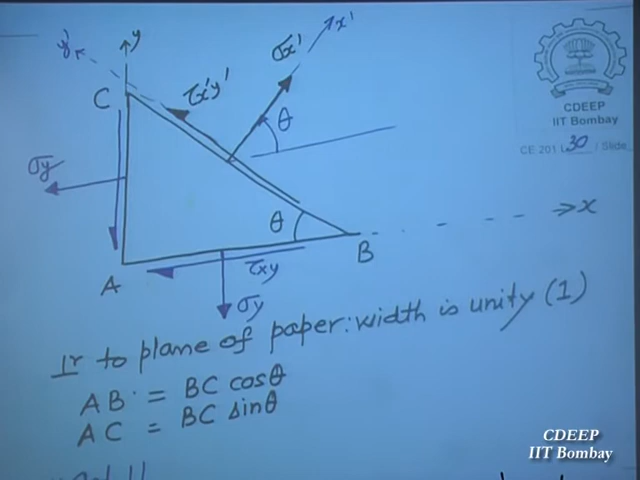 y'
y
σx'
x'
C
τx'y'
θ
CDEEP
IIT Bombay
CE 201 L 30 / Slide
σy
θ
x
B
A
τxy
σy
⊥r to plane of paper: width is unity (1)
AB = BC cosθ
AC = BC sinθ
CDEEP
IIT Bombay